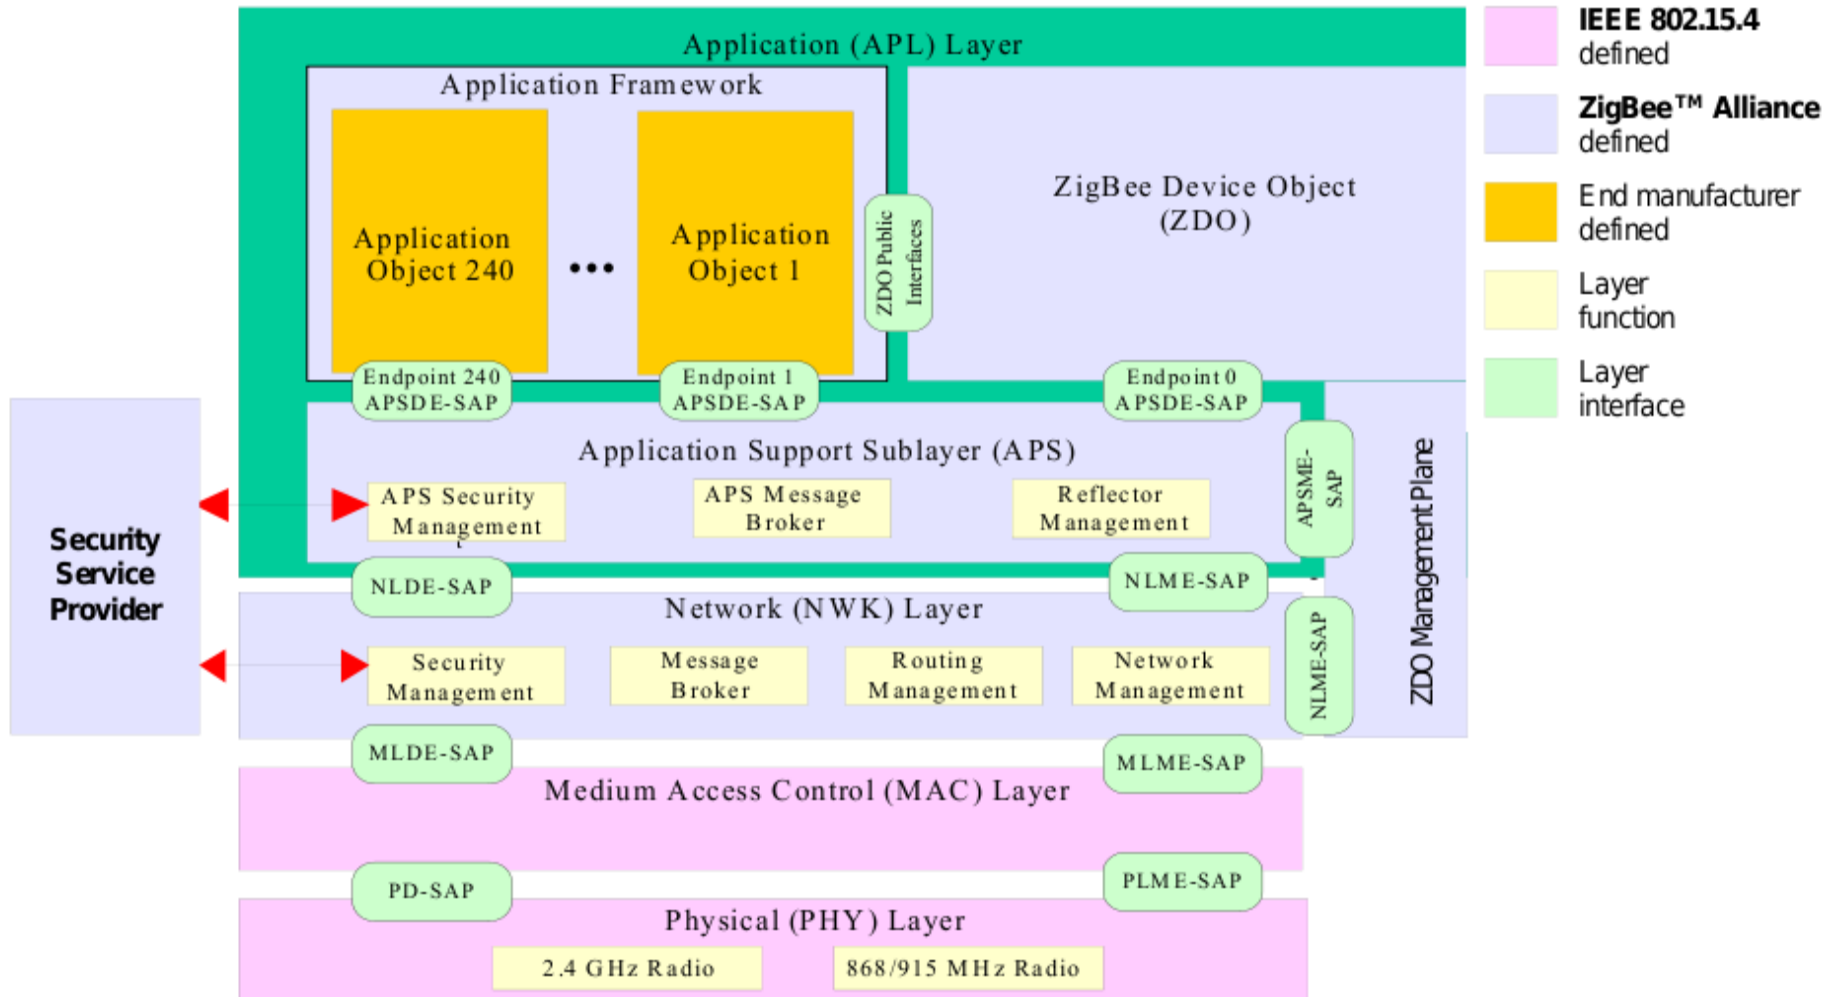 Application (APL) Layer
Application Framework
Application
Object 240
•••
Application
Object 1
ZDO Public
Interfaces
ZigBee Device Object
(ZDO)
Endpoint 240
APSDE-SAP
Endpoint 1
APSDE-SAP
Endpoint 0
APSDE-SAP
Application Support Sublayer (APS)
APS Security
Management
APS Message
Broker
Reflector
Management
APSME-
SAP
NLDE-SAP
NLME-SAP
Network (NWK) Layer
Security
Management
Message
Broker
Routing
Management
Network
Management
NLME-SAP
ZDO Management Plane
Security
Service
Provider
MLDE-SAP
MLME-SAP
Medium Access Control (MAC) Layer
PD-SAP
PLME-SAP
Physical (PHY) Layer
2.4 GHz Radio
868/915 MHz Radio
IEEE 802.15.4
defined
ZigBee™ Alliance
defined
End manufacturer
defined
Layer
function
Layer
interface